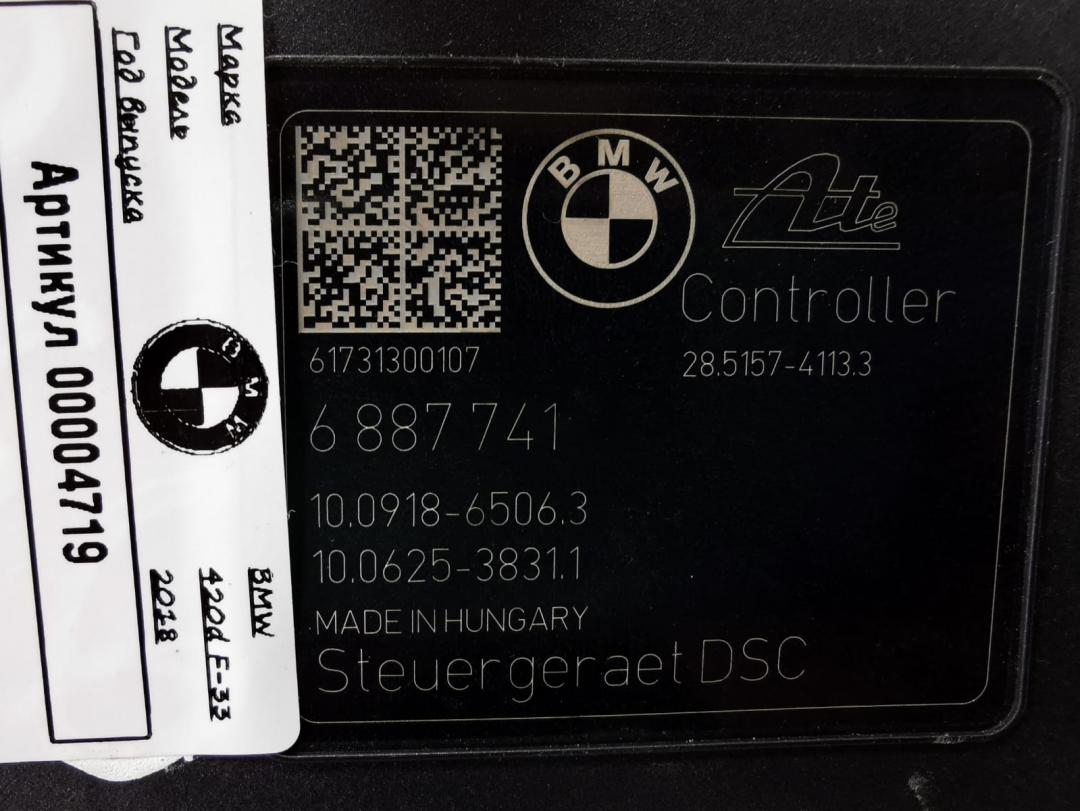 Марка BMW
Модель 420d F-33
Год выпуска 2018
BMW
Артикул 00004719
BMW
Ate
Controller
61731300107
28.5157-4113.3
6 887 741
10.0918-6506.3
10.0625-3831.1
MADE IN HUNGARY
Steuergeraet DSC